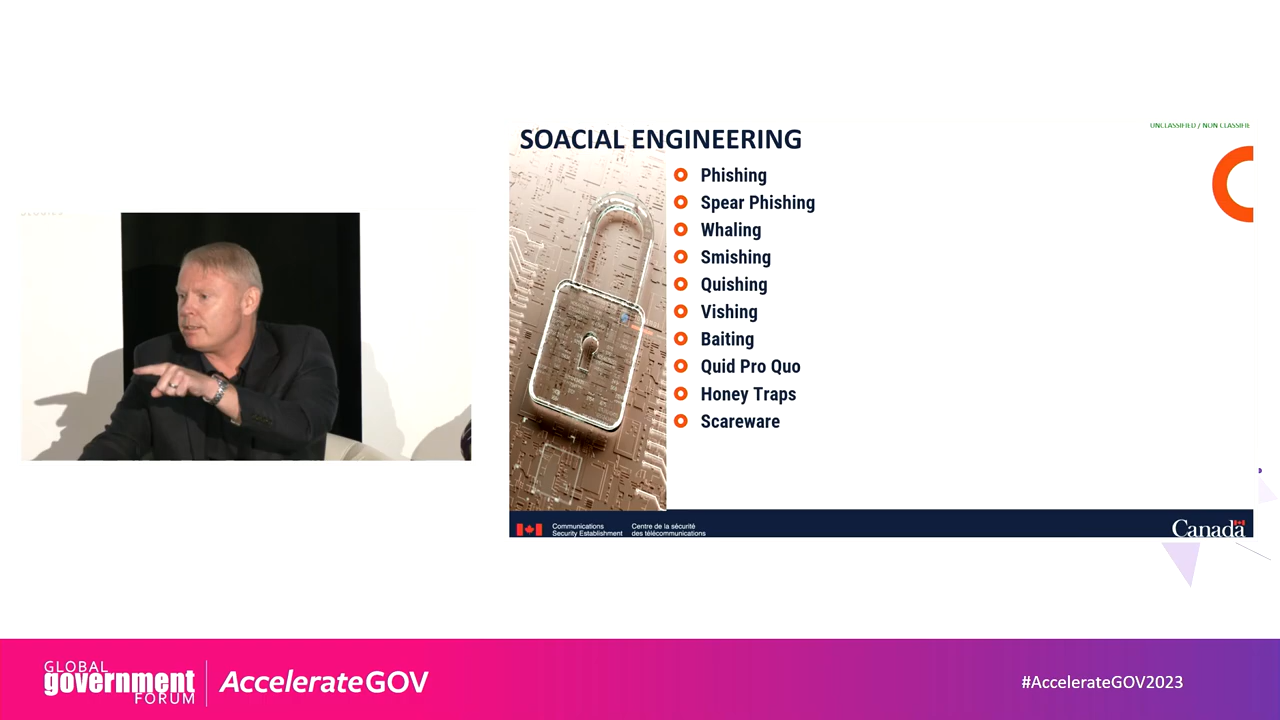 SOACIAL ENGINEERING
UNCLASSIFIED / NON CLASSIFIE
Phishing
Spear Phishing
Whaling
Smishing
Quishing
Vishing
Baiting
Quid Pro Quo
Honey Traps
Scareware
Communications
Security Establishment
Centre de la sécurité
des télécommunications
Canada
GLOBAL
government
FORUM
AccelerateGOV
#AccelerateGOV2023